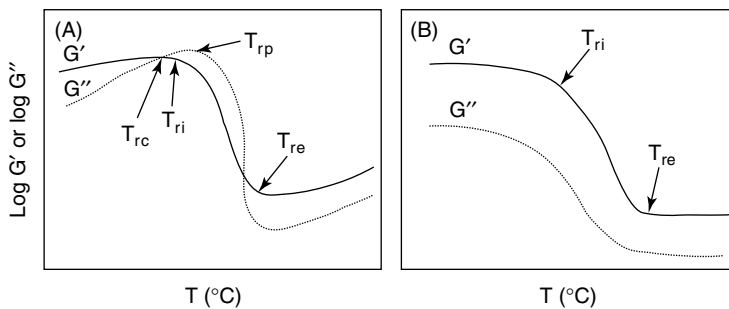 (A)
G′
G″
T_rp
T_rc
T_ri
T_re
(B)
G′
G″
T_ri
T_re
Log G′ or log G″
T (°C)
T (°C)